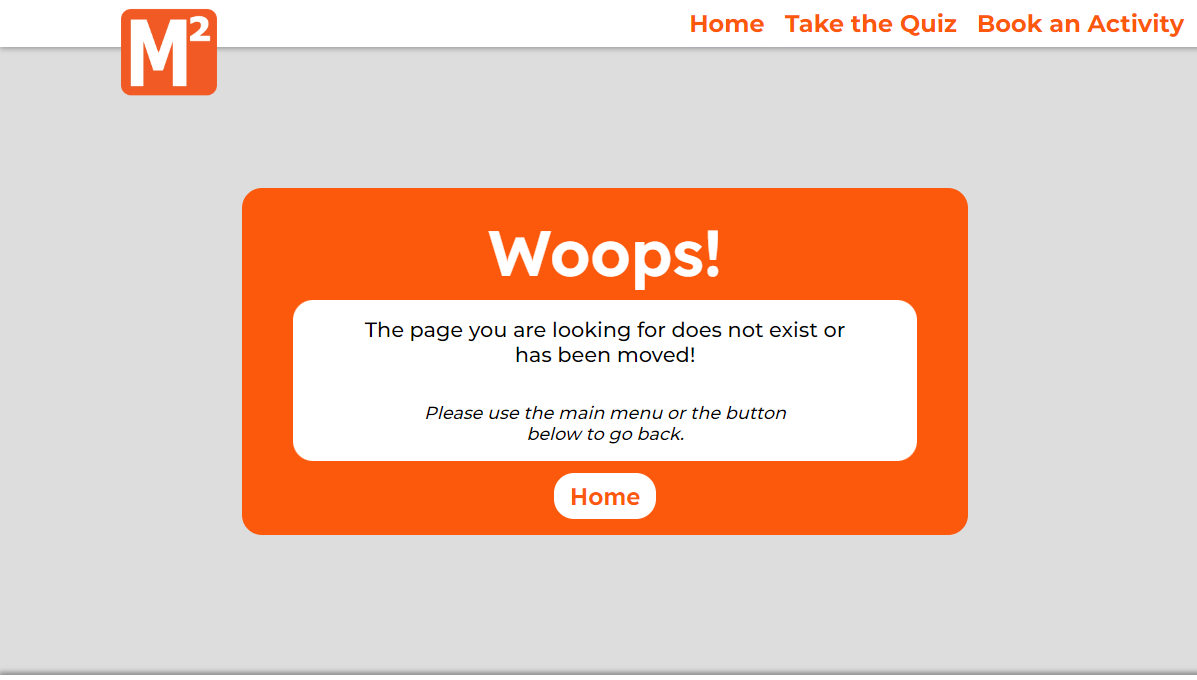 M²
Home Take the Quiz Book an Activity
Woops!
The page you are looking for does not exist or
has been moved!
Please use the main menu or the button
below to go back.
Home